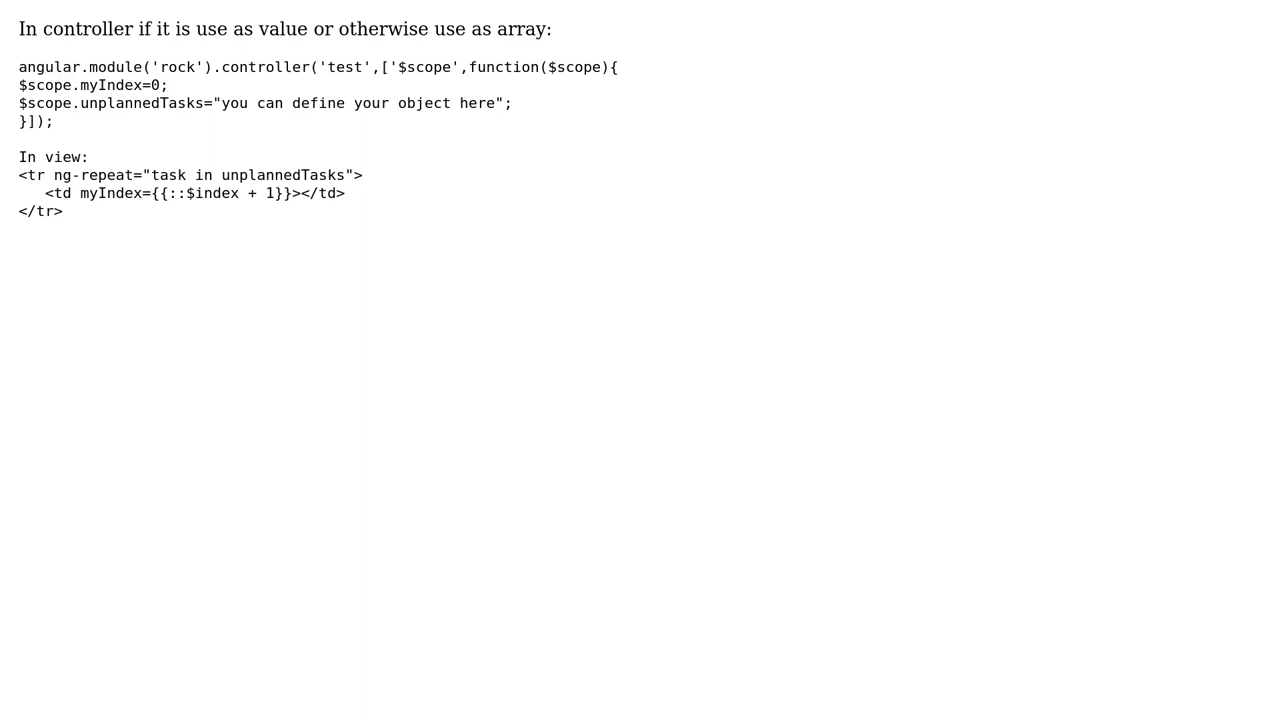 In controller if it is use as value or otherwise use as array:
angular.module('rock').controller('test',['$scope',function($scope){
$scope.myIndex=0;
$scope.unplannedTasks="you can define your object here";
}]);
In view:
<tr ng-repeat="task in unplannedTasks">
   <td myIndex={{::$index + 1}}></td>
</tr>